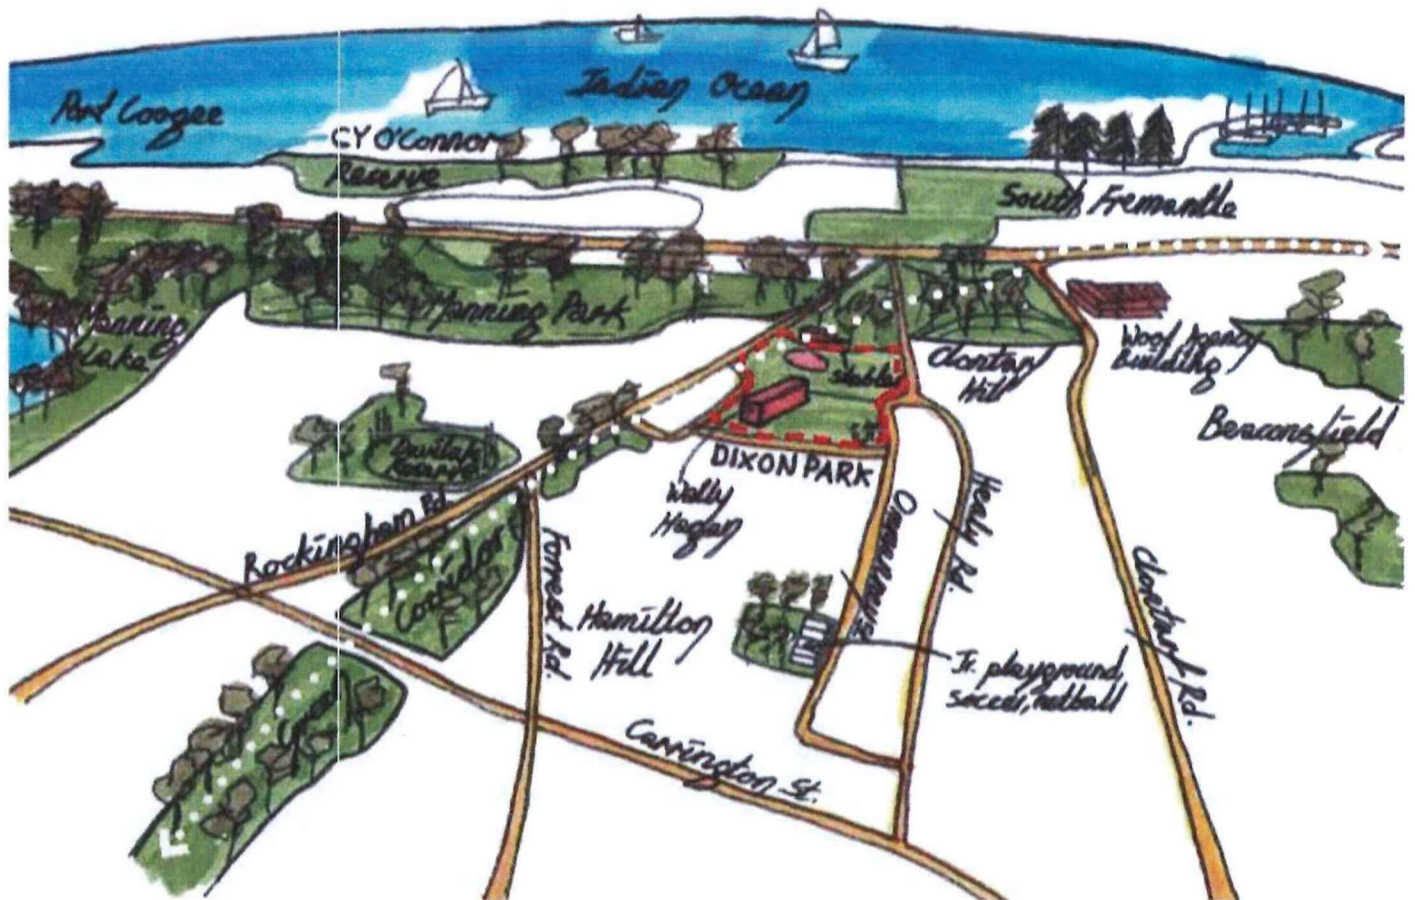 Indian Ocean
Port Coogee
CY O'Connor
Reserve
South Fremantle
Manning
Lake
Manning Park
Stables
Clontarf
Hill
Wool Agency
Building
Beaconsfield
Reserve
DIXON PARK
Wally
Hagan
Rockingham Rd.
Corridor
Forrest Rd.
Healy Rd.
Hamilton
Hill
Jr. playground,
soccer, netball
Clontarf Rd.
Green
Carrington St.